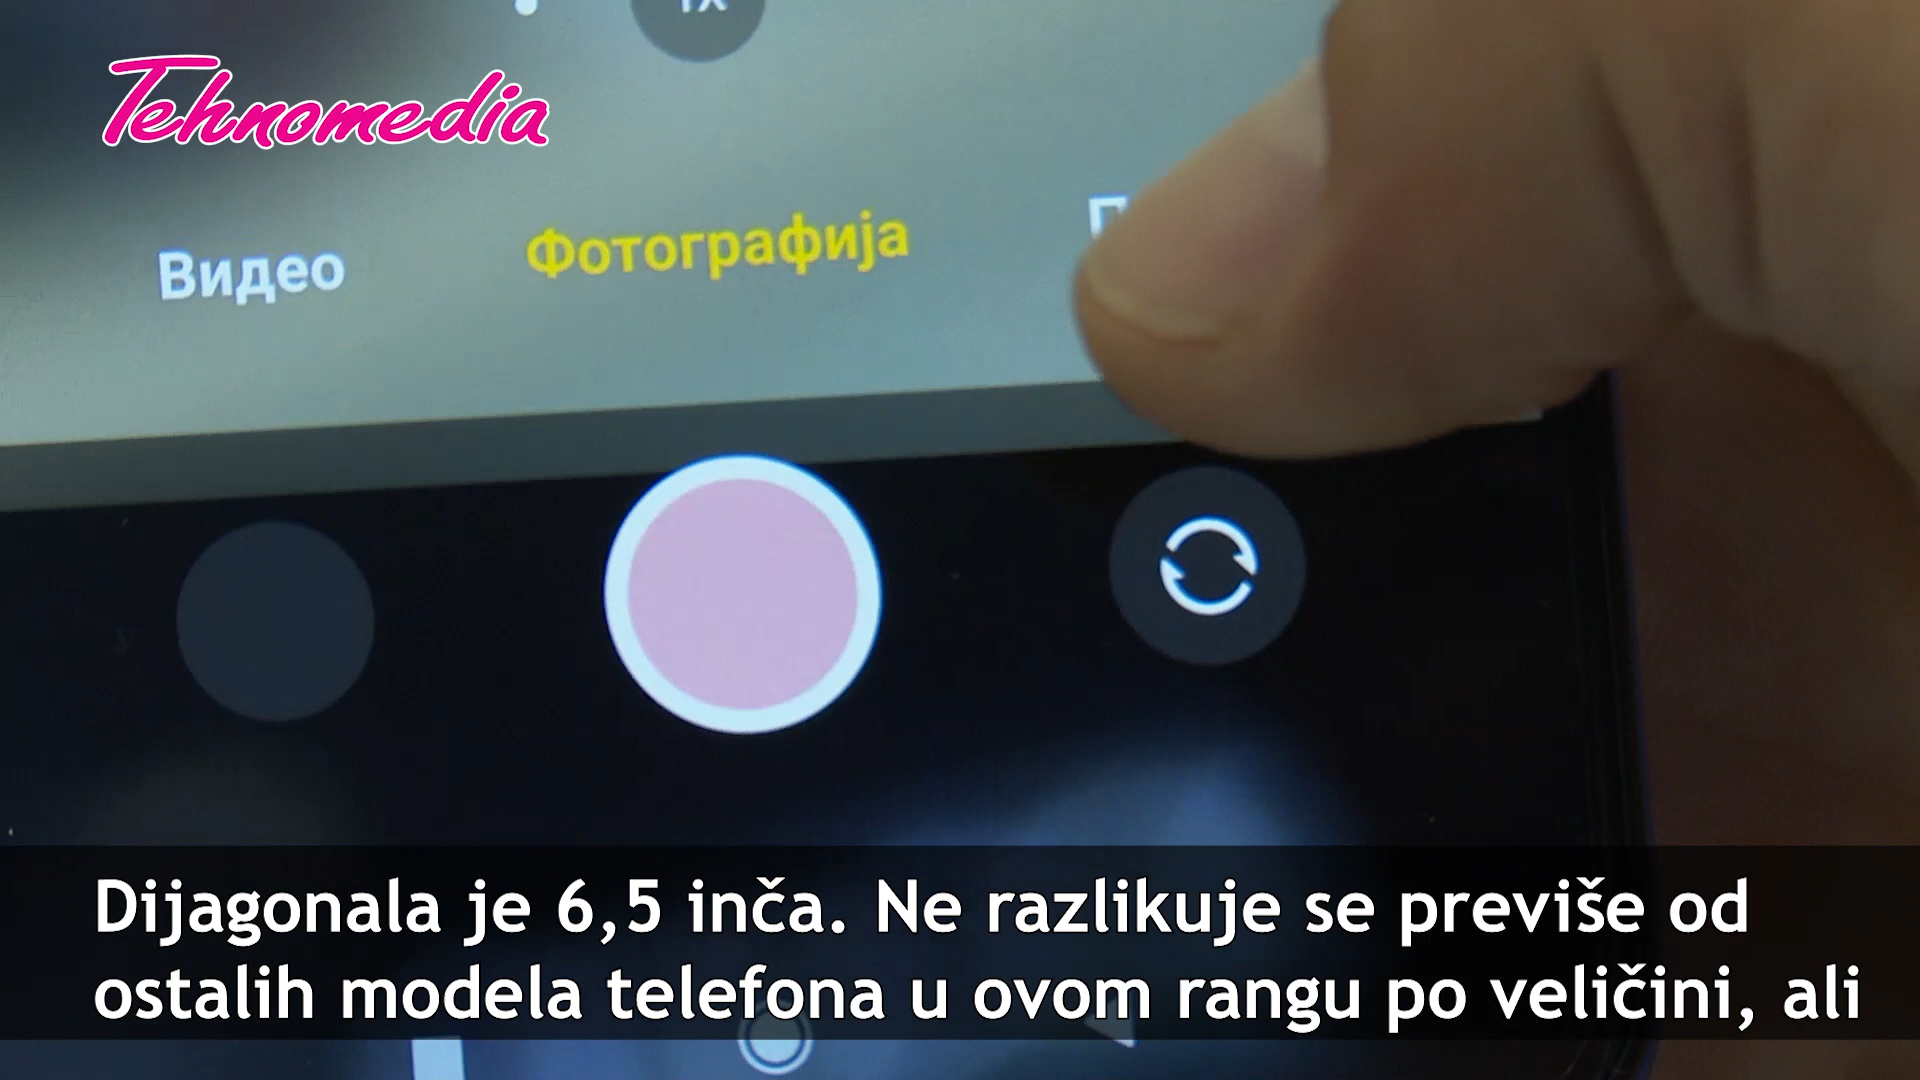 1X
Tehnomedia
Видео
Фотографија
Dijagonala je 6,5 inča. Ne razlikuje se previše od
ostalih modela telefona u ovom rangu po veličini, ali